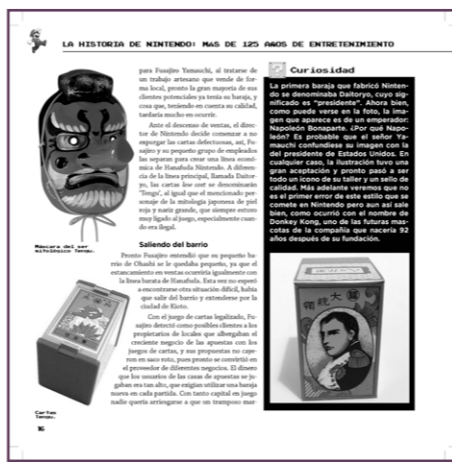 LA HISTORIA DE NINTENDO: MAS DE 125 AÑOS DE ENTRETENIMIENTO
para Fusajiro Yamauchi, al tratarse de
un trabajo artesano que vende de for-
ma local, pronto la gran mayoría de sus
clientes potenciales ya tenía su baraja, y
cosa que, teniendo en cuenta su calidad,
tardaría mucho en ocurrir.
Ante el descenso de ventas, el direc-
tor de Nintendo decide comenzar a no
expurgar las cartas defectuosas, así, Fu-
sajiro y su pequeño grupo de empleados
las separan para crear una línea econó-
mica de Hanafuda Nintendo. A diferen-
cia de la línea principal, llamada Daitor-
yo, las cartas low cost se denominarán
'Tengu', al igual que el mencionado per-
sonaje de la mitología japonesa de piel
roja y nariz grande, que siempre estuvo
muy ligado al juego, especialmente cuan-
do era ilegal.
Máscara del ser
mitológico Tengu.
Saliendo del barrio
Pronto Fusajiro entendió que su pequeño ba-
rrio de Ohashi se le quedaba pequeño, ya que el
estancamiento en ventas ocurriría igualmente con
la línea barata de Hanafuda. Esta vez no esperó
a encontrarse otra situación difícil, había
que salir del barrio y extenderse por la
ciudad de Kioto.
Con el juego de cartas legalizado, Fu-
sajiro detectó como posibles clientes a los
propietarios de locales que albergaban el
creciente negocio de las apuestas con los
juegos de cartas, y sus propuestas no caye-
ron en saco roto, pues pronto se convirtió en
el proveedor de diferentes negocios. El dinero
que los usuarios de las casas de apuestas se ju-
gaban era tan alto, que exigían utilizar una baraja
nueva en cada partida. Con tanto capital en juego
nadie quería arriesgarse a que un tramposo mar-
Cartas
Tengu.
16
Curiosidad
La primera baraja que fabricó Ninten-
do se denominaba Daitoryo, cuyo sig-
nificado es "presidente". Ahora bien,
como puede verse en la foto, la ima-
gen que aparece es de un emperador:
Napoleón Bonaparte. ¿Por qué Napo-
león? Es probable que el señor Ya-
mauchi confundiese su imagen con la
del presidente de Estados Unidos. En
cualquier caso, la ilustración tuvo una
gran aceptación y pronto pasó a ser
todo un icono de su taller y un sello de
calidad. Más adelante veremos que no
es el primer error de este estilo que se
comete en Nintendo pero aun así sale
bien, como ocurrió con el nombre de
Donkey Kong, uno de las futuras mas-
cotas de la compañía que nacería 92
años después de su fundación.